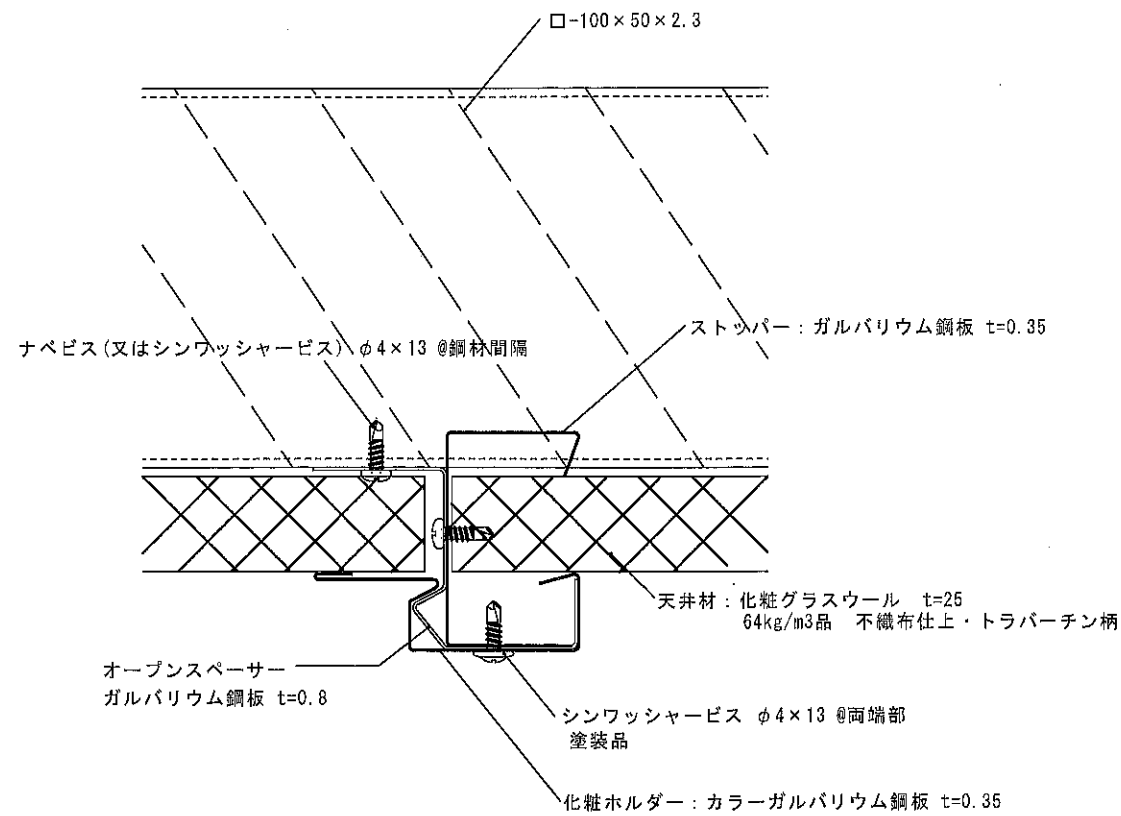 □-100×50×2.3
ストッパー：ガルバリウム鋼板 t=0.35
ナベビス(又はシンワッシャービス) φ4×13 @鋼材間隔
天井材：化粧グラスウール t=25
64kg/m3品 不織布仕上・トラバーチン柄
オープンスペーサー
ガルバリウム鋼板 t=0.8
シンワッシャービス φ4×13 @両端部
塗装品
化粧ホルダー：カラーガルバリウム鋼板 t=0.35